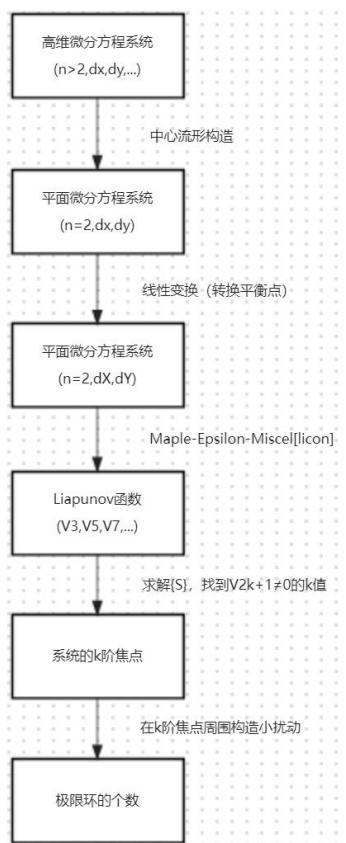 高维微分方程系统
(n>2,dx,dy,...)
中心流形构造
平面微分方程系统
(n=2,dx,dy)
线性变换（转换平衡点）
平面微分方程系统
(n=2,dX,dY)
Maple-Epsilon-Miscel[licon]
Liapunov函数
(V3,V5,V7,...)
求解{S}，找到V2k+1≠0的k值
系统的k阶焦点
在k阶焦点周围构造小扰动
极限环的个数